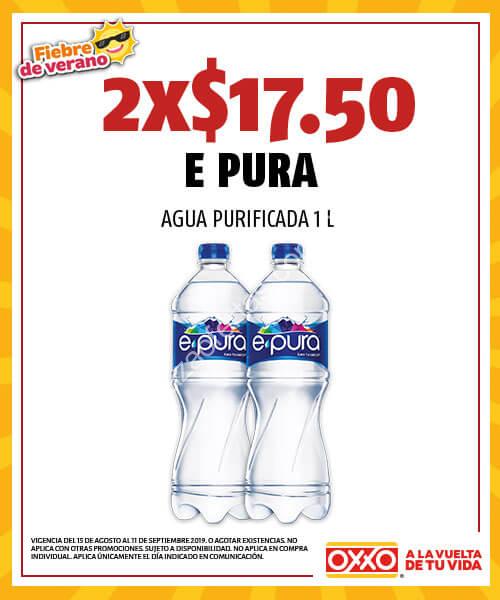 Fiebre
de verano
2x$17.50
E PURA
AGUA PURIFICADA 1 L
e·pura e·pura
VIGENCIA DEL 15 DE AGOSTO AL 11 DE SEPTIEMBRE 2019. O AGOTAR EXISTENCIAS. NO
APLICA CON OTRAS PROMOCIONES. SUJETO A DISPONIBILIDAD. NO APLICA EN COMPRA
INDIVIDUAL. APLICA ÚNICAMENTE EL DÍA INDICADO EN COMUNICACIÓN.
OXXO
A LA VUELTA
DE TU VIDA